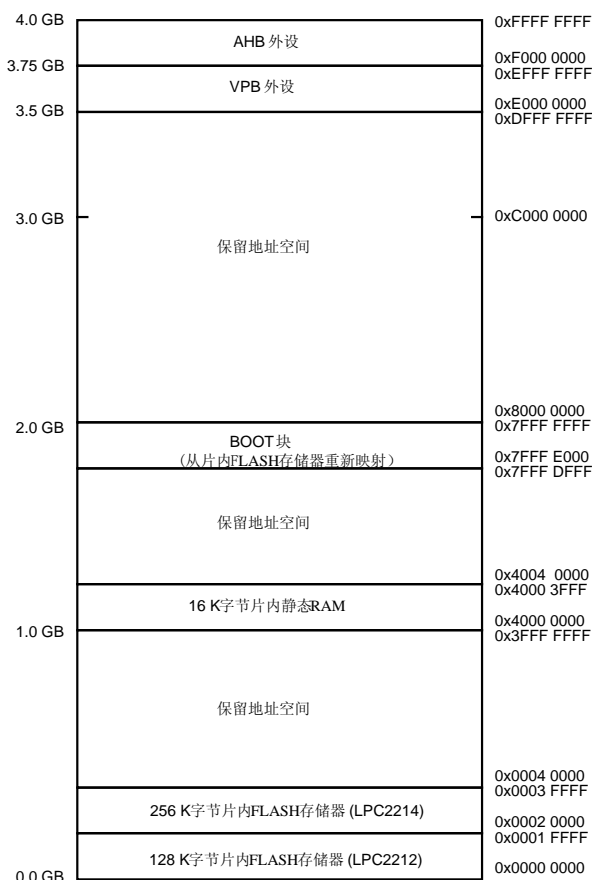 4.0 GB
0xFFFF FFFF
AHB 外设
3.75 GB
0xF000 0000
0xEFFF FFFF
VPB 外设
3.5 GB
0xE000 0000
0xDFFF FFFF
3.0 GB
0xC000 0000
保留地址空间
0x8000 0000
2.0 GB
0x7FFF FFFF
BOOT 块
(从片内FLASH存储器重新映射）
0x7FFF E000
0x7FFF DFFF
保留地址空间
0x4004 0000
0x4000 3FFF
16 K字节片内静态RAM
0x4000 0000
1.0 GB
0x3FFF FFFF
保留地址空间
0x0004 0000
0x0003 FFFF
256 K字节片内FLASH存储器 (LPC2214)
0x0002 0000
0x0001 FFFF
128 K字节片内FLASH存储器 (LPC2212)
0x0000 0000
0.0 GB